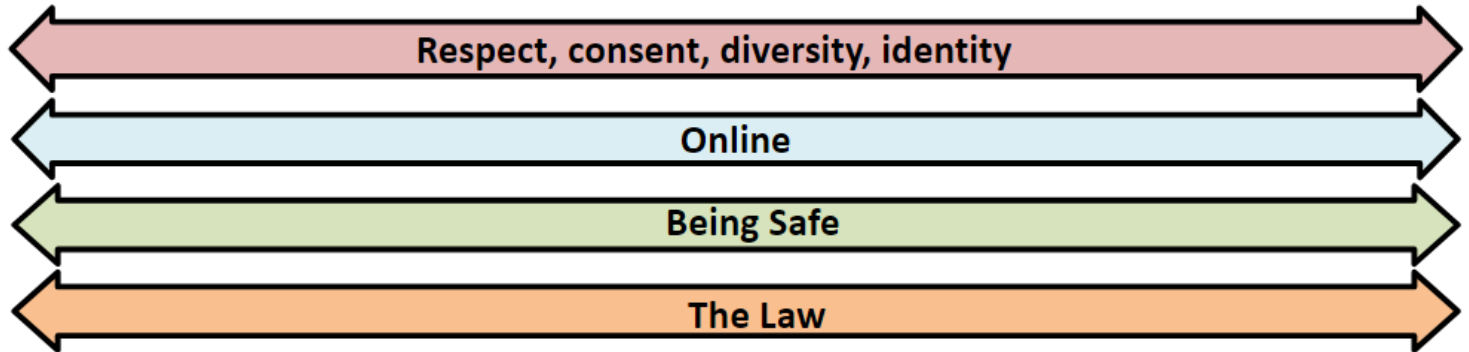 Respect, consent, diversity, identity
Online
Being Safe
The Law